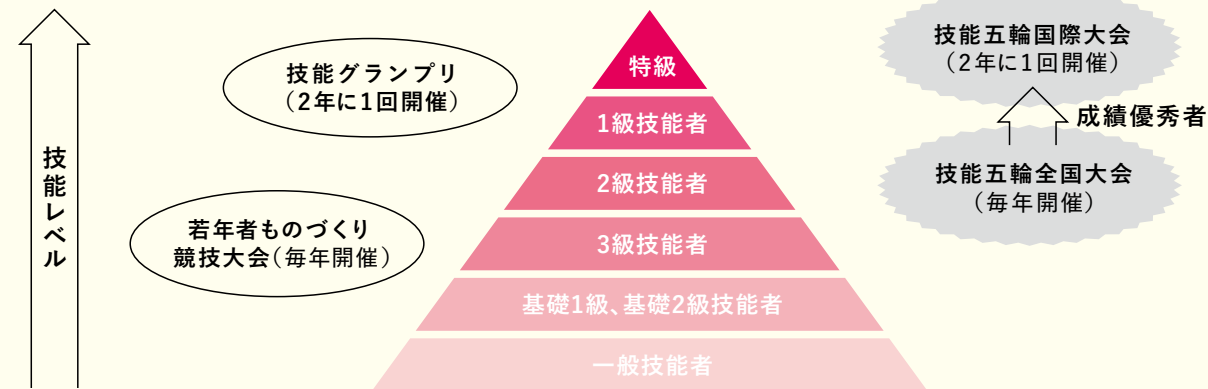 技能レベル
技能グランプリ
（2年に1回開催）
若年者ものづくり
競技大会（毎年開催）
特級
1級技能者
2級技能者
3級技能者
基礎1級、基礎2級技能者
一般技能者
技能五輪国際大会
（2年に1回開催）
成績優秀者
技能五輪全国大会
（毎年開催）